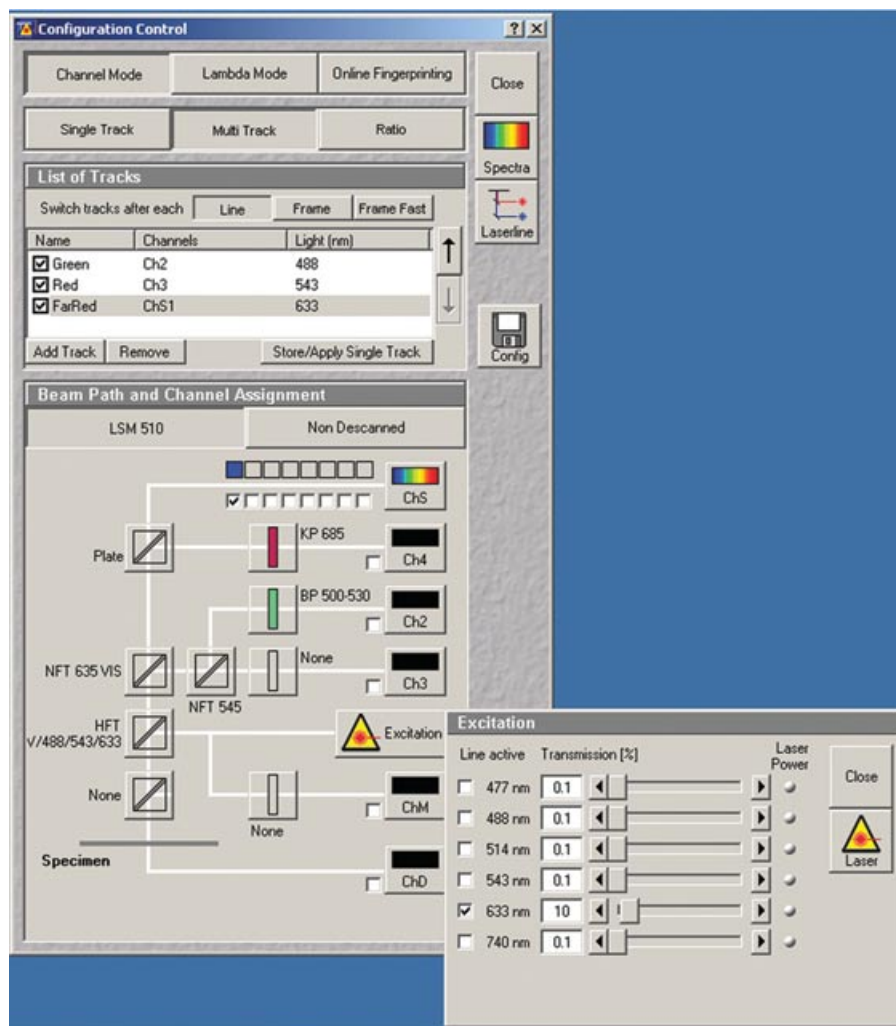 Configuration Control
Channel Mode Lambda Mode Online Fingerprinting
Close
Single Track Multi Track Ratio
Spectra
List of Tracks
Switch tracks after each Line Frame Frame Fast
Laserline
Name Channels Light (nm)
Green Ch2 488
Red Ch3 543
FarRed ChS1 633
Add Track Remove Store/Apply Single Track
Config
Beam Path and Channel Assignment
LSM 510 Non Descanned
ChS
KP 685
Plate
Ch4
BP 500-530
Ch2
NFT 635 VIS
None
Ch3
NFT 545
HFT
V/488/543/633
Excitation
None
ChM
None
Specimen
ChD
Excitation
Line active Transmission [%] Laser Power
Close
477 nm 0.1
488 nm 0.1
514 nm 0.1
Laser
543 nm 0.1
633 nm 10
740 nm 0.1